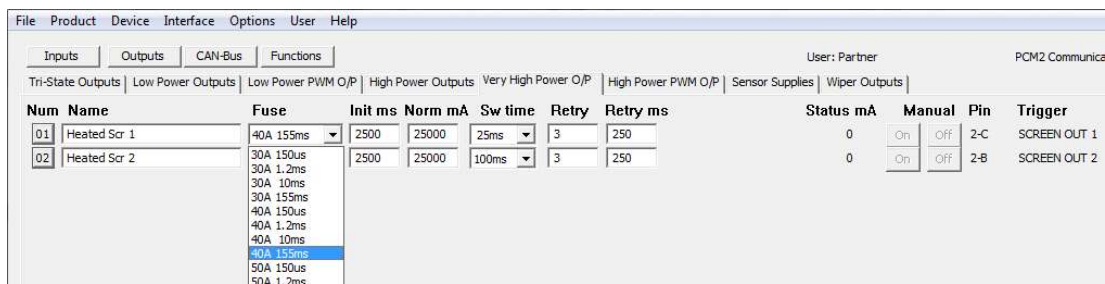 File Product Device Interface Options User Help
Inputs Outputs CAN-Bus Functions User: Partner PCM2 Communica
Tri-State Outputs Low Power Outputs Low Power PWM O/P High Power Outputs Very High Power O/P High Power PWM O/P Sensor Supplies Wiper Outputs
Num Name Fuse Init ms Norm mA Sw time Retry Retry ms Status mA Manual Pin Trigger
01 Heated Scr 1 40A 155ms 2500 25000 25ms 3 250 0 On Off 2-C SCREEN OUT 1
02 Heated Scr 2 2500 25000 100ms 3 250 0 On Off 2-B SCREEN OUT 2
30A 150us
30A 1.2ms
30A 10ms
30A 155ms
40A 150us
40A 1.2ms
40A 10ms
40A 155ms
50A 150us
50A 1.2ms